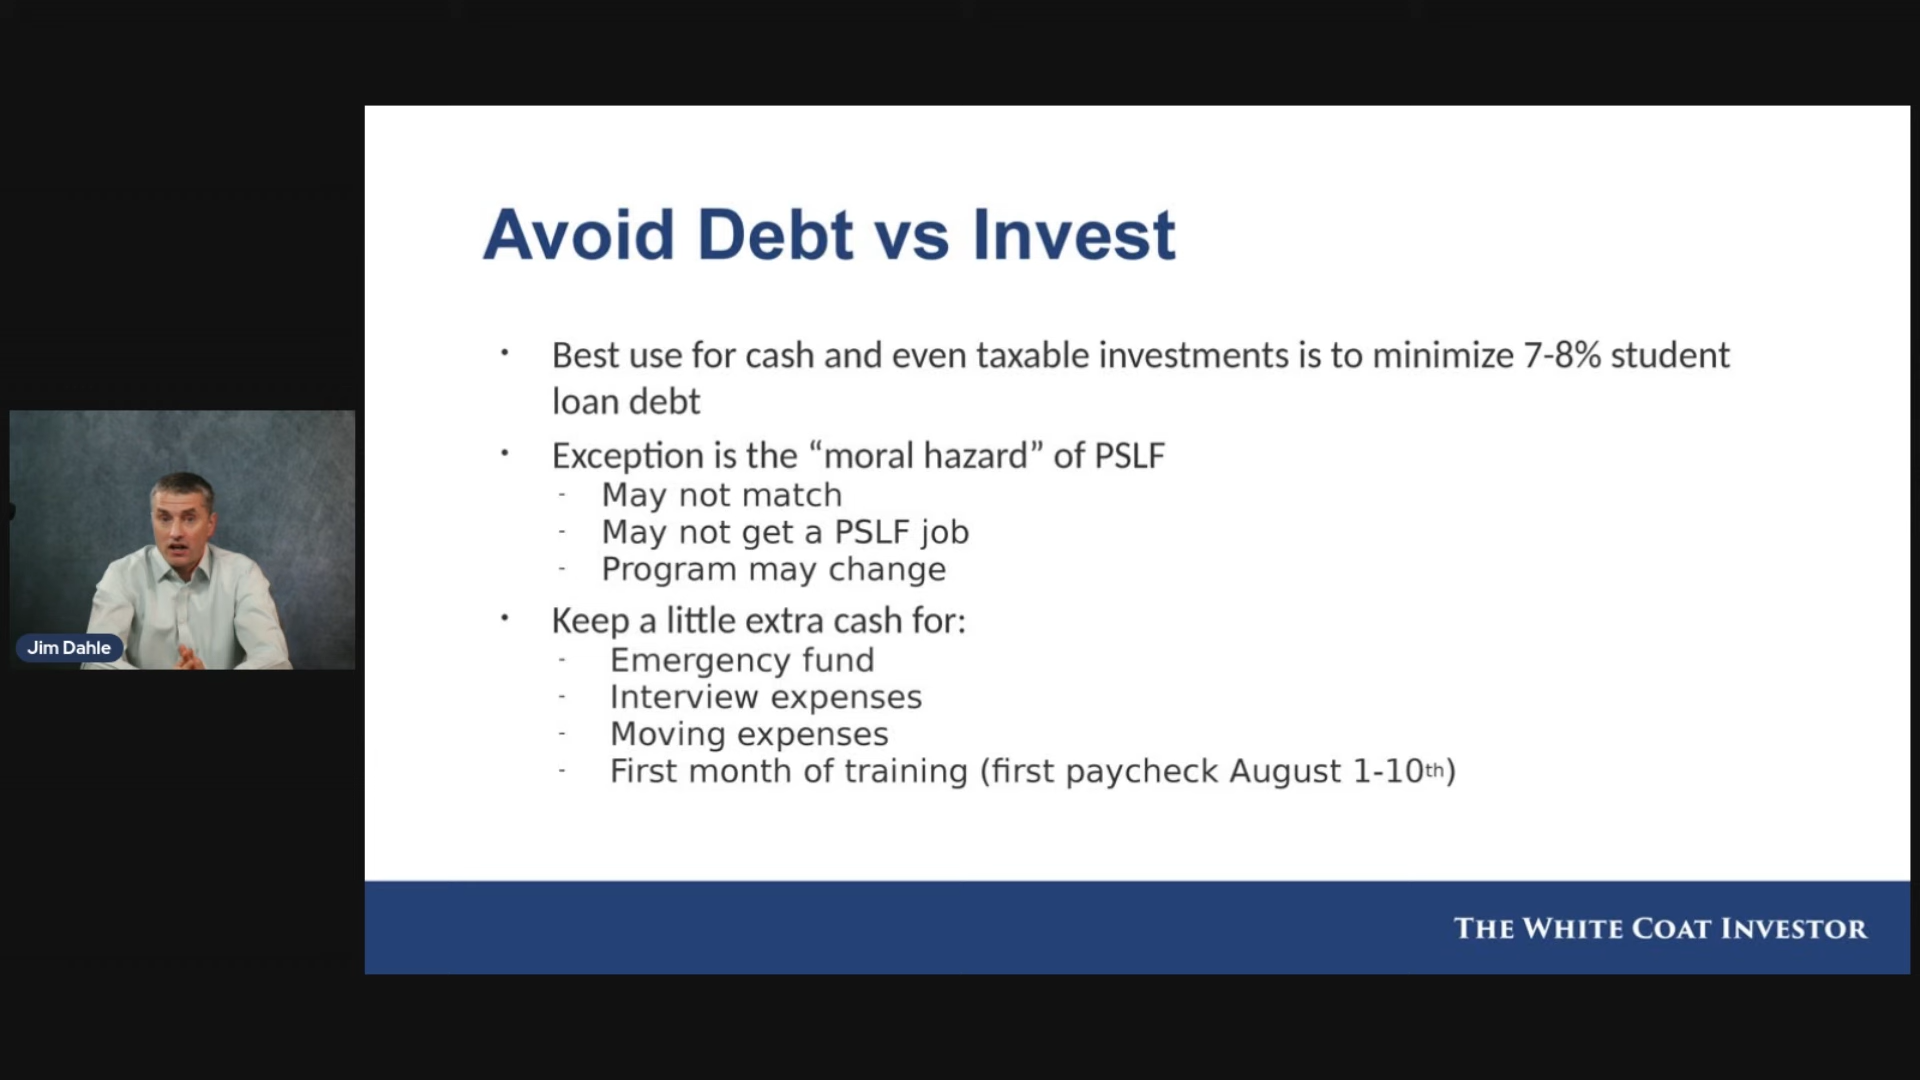 Avoid Debt vs Invest
• Best use for cash and even taxable investments is to minimize 7-8% student
loan debt
• Exception is the “moral hazard” of PSLF
- May not match
- May not get a PSLF job
- Program may change
• Keep a little extra cash for:
- Emergency fund
- Interview expenses
- Moving expenses
- First month of training (first paycheck August 1-10th)
Jim Dahle
THE WHITE COAT INVESTOR